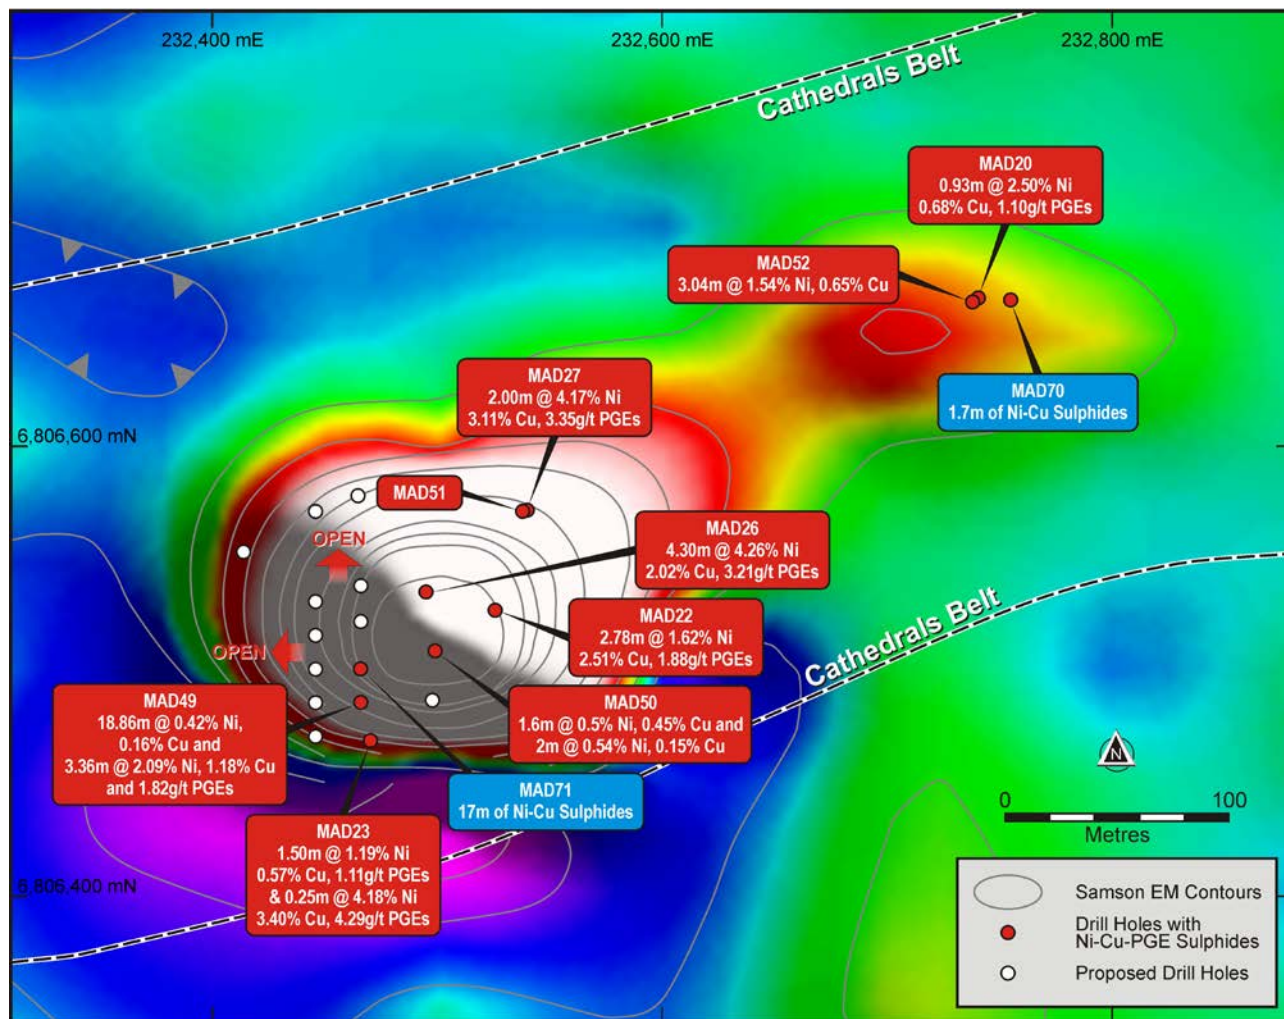 232,400 mE
232,600 mE
232,800 mE
Cathedrals Belt
MAD20
0.93m @ 2.50% Ni
0.68% Cu, 1.10g/t PGEs
MAD52
3.04m @ 1.54% Ni, 0.65% Cu
MAD70
1.7m of Ni-Cu Sulphides
MAD27
2.00m @ 4.17% Ni
3.11% Cu, 3.35g/t PGEs
6,806,600 mN
MAD51
OPEN
MAD26
4.30m @ 4.26% Ni
2.02% Cu, 3.21g/t PGEs
MAD22
2.78m @ 1.62% Ni
2.51% Cu, 1.88g/t PGEs
Cathedrals Belt
OPEN
MAD49
18.86m @ 0.42% Ni,
0.16% Cu and
3.36m @ 2.09% Ni, 1.18% Cu
and 1.82g/t PGEs
MAD50
1.6m @ 0.5% Ni, 0.45% Cu and
2m @ 0.54% Ni, 0.15% Cu
MAD71
17m of Ni-Cu Sulphides
MAD23
1.50m @ 1.19% Ni
0.57% Cu, 1.11g/t PGEs
& 0.25m @ 4.18% Ni
3.40% Cu, 4.29g/t PGEs
6,806,400 mN
N
0 100
Metres
Samson EM Contours
Drill Holes with
Ni-Cu-PGE Sulphides
Proposed Drill Holes